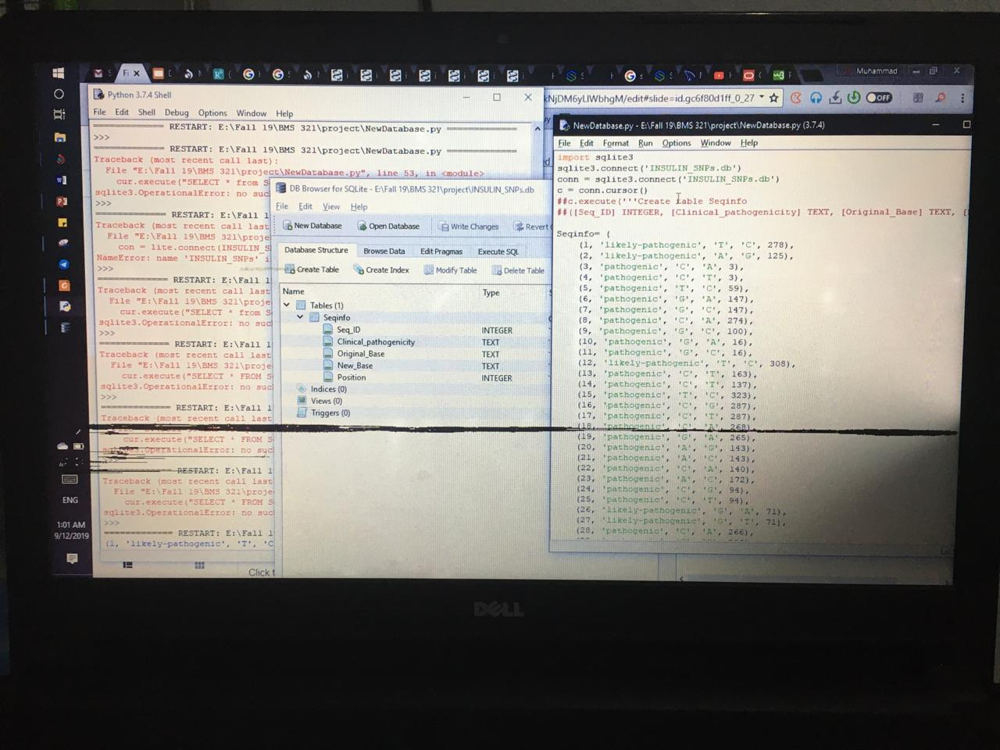 Muhammad
kNjDM6yLIWbhgM/edit#slide=id.gc6f80d1ff_0_27
OFF
Python 3.7.4 Shell
File Edit Shell Debug Options Window Help
RESTART: E:\Fall 19\BMS 321\project\NewDatabase.py
>>>
RESTART: E:\Fall 19\BMS 321\project\NewDatabase.py
Traceback (most recent call last):
File "E:\Fall 19\BMS 321\project\NewDatabase.py", line 53, in <module>
cur.execute("SELECT * from S
sqlite3.OperationalError: no suc
>>>
RESTART: E:\Fall 1
Traceback (most recent call last
File "E:\Fall 19\BMS 321\proje
con = lite.connect(INSULIN_S
NameError: name 'INSULIN_SNPs' i
>>>
RESTART: E:\Fall 1
Traceback (most recent call last
File "E:\Fall 19\BMS 321\proje
cur.execute("SELECT * from S
sqlite3.OperationalError: no suc
>>>
RESTART: E:\Fall 1
Traceback (most recent call last
File "E:\Fall 19\BMS 321\proje
cur.execute("SELECT * FROM S
sqlite3.OperationalError: no suc
>>>
RESTART: E:\Fall 1
Traceback (most recent call last
cur.execute("SELECT * FROM S
sqlite3.OperationalError: no suc
RESTART: E:\Fall 1
Traceback (most recent call last
File "E:\Fall 19\BMS 321\proje
cur.execute("SELECT * FROM S
sqlite3.OperationalError: no suc
>>>
RESTART: E:\Fall 1
(1, 'likely-pathogenic', 'T', 'C
Click t
DB Browser for SQLite - E:\Fall 19\BMS 321\project\INSULIN_SNPs.db
File Edit View Help
New Database Open Database Write Changes Revert
Database Structure Browse Data Edit Pragmas Execute SQL
Create Table Create Index Modify Table Delete Table
Name Type
Tables (1)
Seqinfo
Seq_ID INTEGER
Clinical_pathogenicity TEXT
Original_Base TEXT
New_Base TEXT
Position INTEGER
Indices (0)
Views (0)
Triggers (0)
NewDatabase.py - E:\Fall 19\BMS 321\project\NewDatabase.py (3.7.4)
File Edit Format Run Options Window Help
import sqlite3
sqlite3.connect('INSULIN_SNPs.db')
conn = sqlite3.connect('INSULIN_SNPs.db')
c = conn.cursor()
##c.execute('''Create table Seqinfo
##([Seq_ID] INTEGER, [Clinical_pathogenicity] TEXT, [Original_Base] TEXT, [
Seqinfo= (
(1, 'likely-pathogenic', 'T', 'C', 278),
(2, 'likely-pathogenic', 'A', 'G', 125),
(3, 'pathogenic', 'C', 'A', 3),
(4, 'pathogenic', 'C', 'T', 3),
(5, 'pathogenic', 'T', 'C', 59),
(6, 'pathogenic', 'G', 'A', 147),
(7, 'pathogenic', 'G', 'C', 147),
(8, 'pathogenic', 'C', 'A', 274),
(9, 'pathogenic', 'G', 'C', 100),
(10, 'pathogenic', 'G', 'A', 16),
(11, 'pathogenic', 'G', 'C', 16),
(12, 'likely-pathogenic', 'T', 'C', 308),
(13, 'pathogenic', 'C', 'T', 163),
(14, 'pathogenic', 'C', 'T', 137),
(15, 'pathogenic', 'T', 'C', 323),
(16, 'pathogenic', 'C', 'G', 287),
(17, 'pathogenic', 'C', 'T', 287),
(18, 'pathogenic', 'C', 'A', 268),
(19, 'pathogenic', 'G', 'A', 265),
(20, 'pathogenic', 'A', 'G', 143),
(21, 'pathogenic', 'A', 'C', 143),
(22, 'pathogenic', 'C', 'A', 140),
(23, 'pathogenic', 'A', 'C', 172),
(24, 'pathogenic', 'C', 'G', 94),
(25, 'pathogenic', 'C', 'T', 94),
(26, 'likely-pathogenic', 'G', 'A', 71),
(27, 'likely-pathogenic', 'G', 'T', 71),
(28, 'pathogenic', 'C', 'A', 266),
ENG
1:01 AM
9/12/2019
DELL